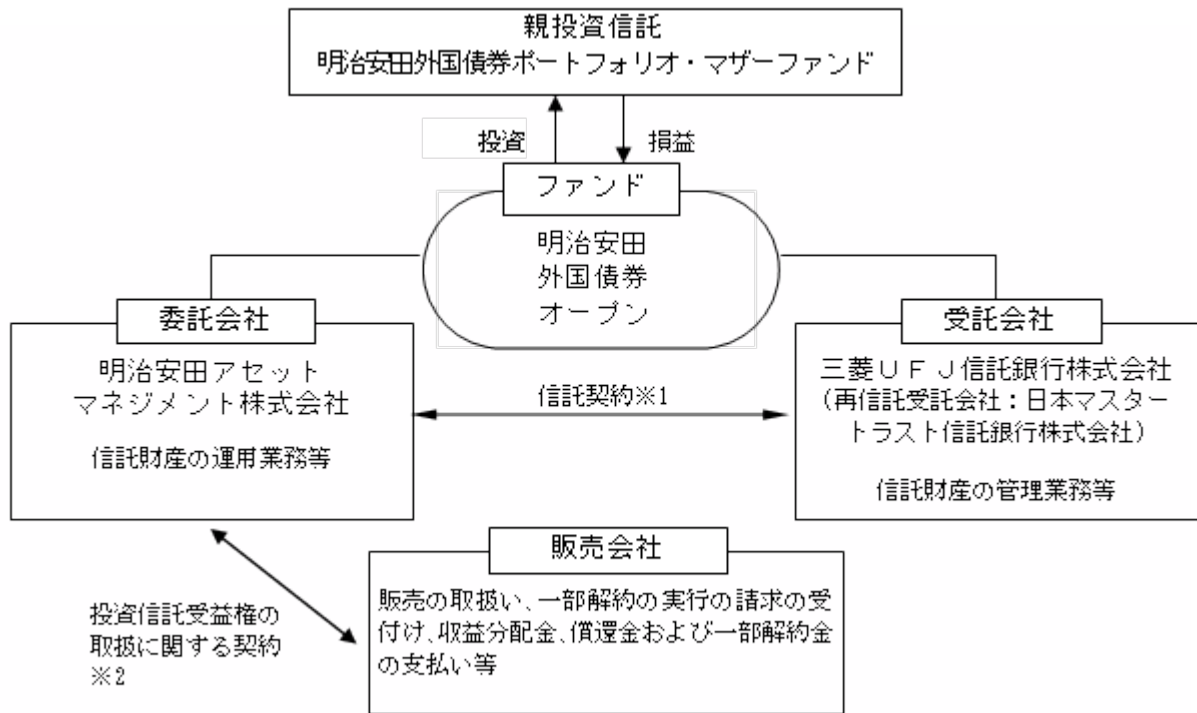 親投資信託
明治安田外国債券ポートフォリオ・マザーファンド
投資
損益
ファンド
明治安田
外国債券
オープン
委託会社
明治安田アセット
マネジメント株式会社
信託財産の運用業務等
信託契約※1
受託会社
三菱UFJ信託銀行株式会社
(再信託受託会社:日本マスター
トラスト信託銀行株式会社)
信託財産の管理業務等
投資信託受益権の
取扱に関する契約
※2
販売会社
販売の取扱い、一部解約の実行の請求の受
付け、収益分配金、償還金および一部解約金
の支払い等